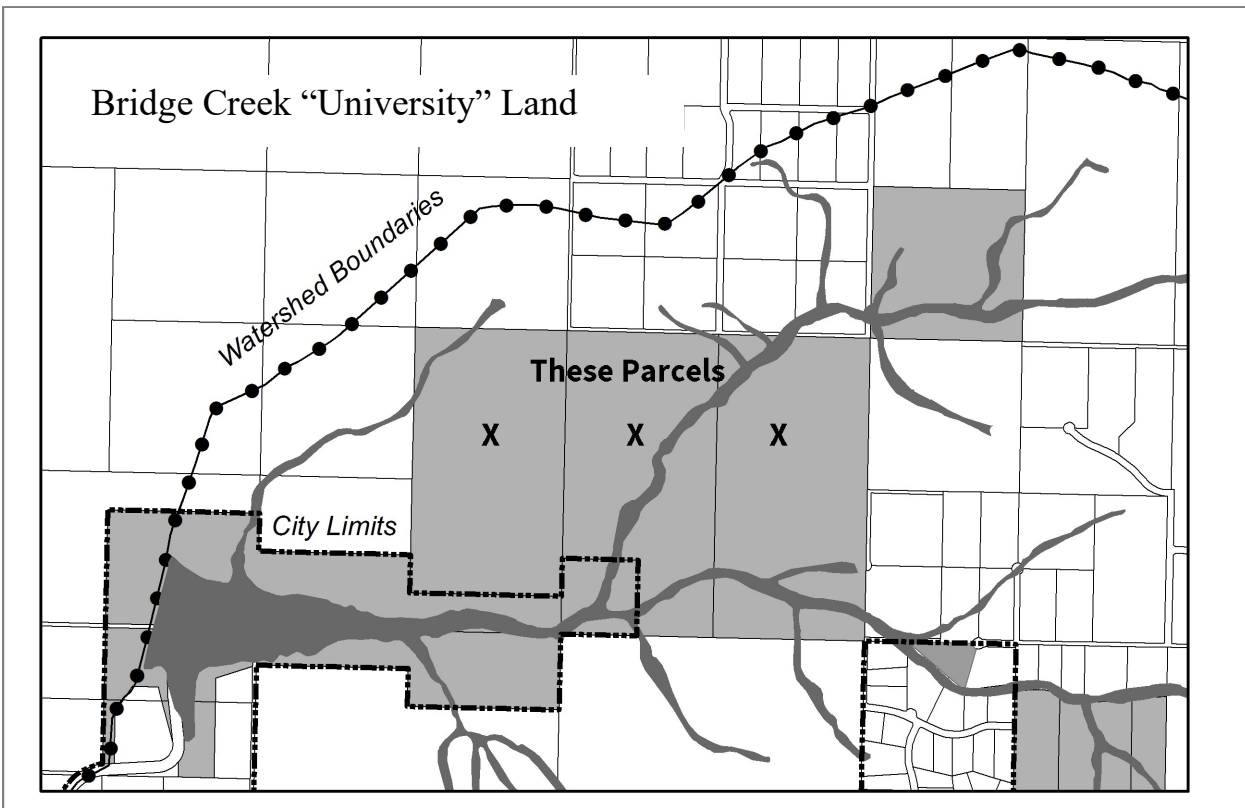 Bridge Creek “University” Land
Watershed Boundaries
These Parcels
X X X
City Limits